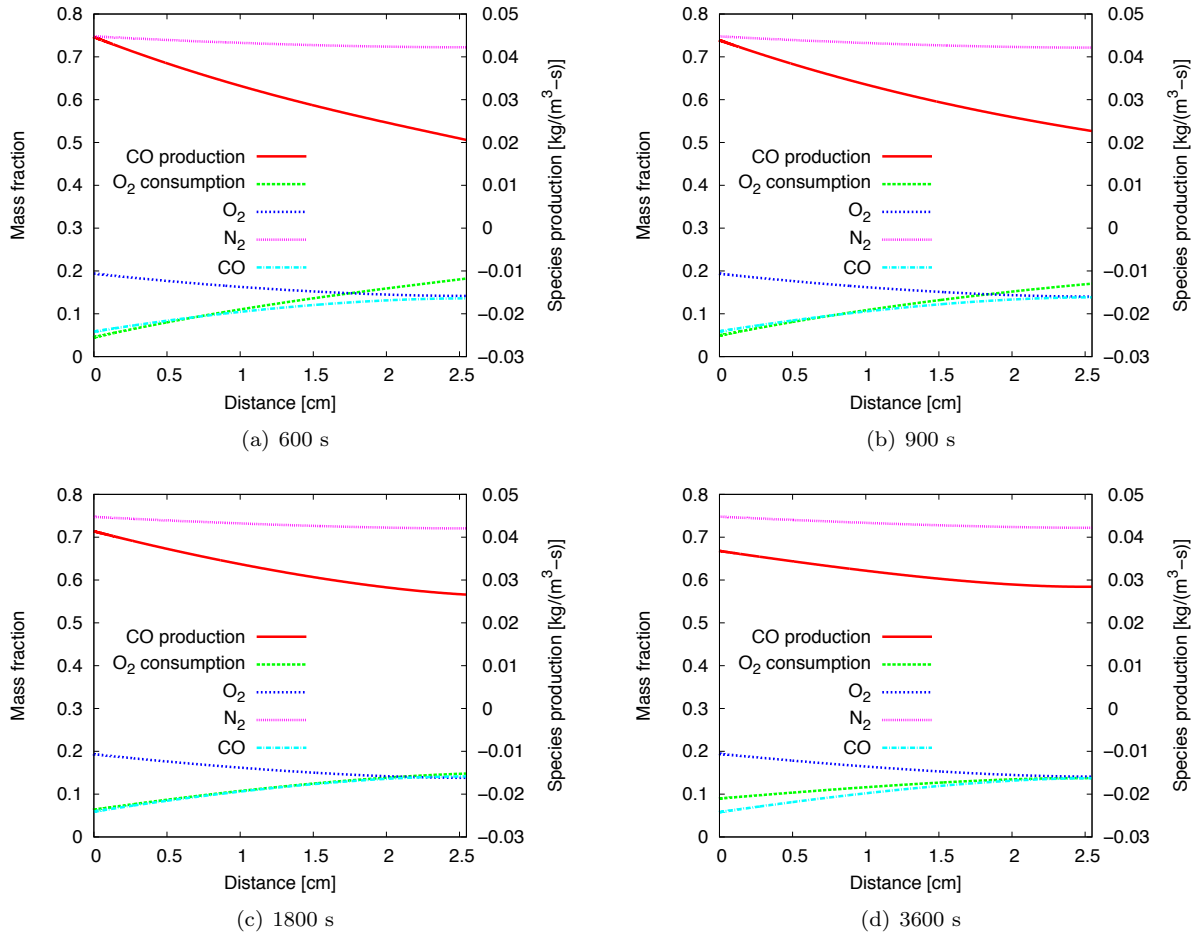 0.8
0.7
0.6
0.5
0.4
0.3
0.2
0.1
0
Mass fraction
CO production
O2 consumption
O2
N2
CO
0.05
0.04
0.03
0.02
0.01
0
−0.01
−0.02
−0.03
Species production [kg/(m3−s)]
0 0.5 1 1.5 2 2.5
Distance [cm]
(a) 600 s
0.8
0.7
0.6
0.5
0.4
0.3
0.2
0.1
0
Mass fraction
CO production
O2 consumption
O2
N2
CO
0.05
0.04
0.03
0.02
0.01
0
−0.01
−0.02
−0.03
Species production [kg/(m3−s)]
0 0.5 1 1.5 2 2.5
Distance [cm]
(b) 900 s
0.8
0.7
0.6
0.5
0.4
0.3
0.2
0.1
0
Mass fraction
CO production
O2 consumption
O2
N2
CO
0.05
0.04
0.03
0.02
0.01
0
−0.01
−0.02
−0.03
Species production [kg/(m3−s)]
0 0.5 1 1.5 2 2.5
Distance [cm]
(c) 1800 s
0.8
0.7
0.6
0.5
0.4
0.3
0.2
0.1
0
Mass fraction
CO production
O2 consumption
O2
N2
CO
0.05
0.04
0.03
0.02
0.01
0
−0.01
−0.02
−0.03
Species production [kg/(m3−s)]
0 0.5 1 1.5 2 2.5
Distance [cm]
(d) 3600 s